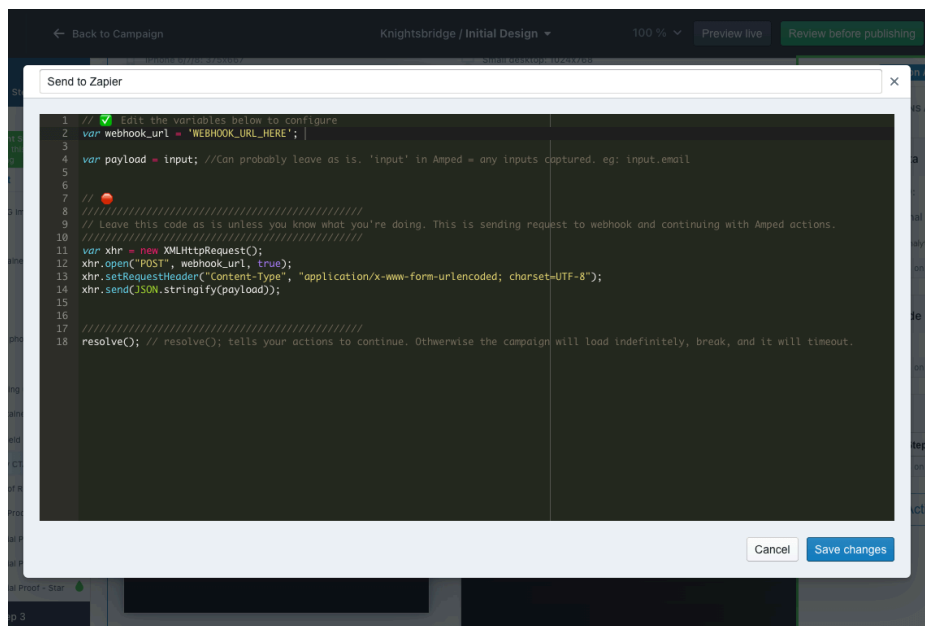 ← Back to Campaign
Knightsbridge / Initial Design
100 %
Preview live
Review before publishing
Send to Zapier
×
1 // ✅ Edit the variables below to configure
2 var webhook_url = 'WEBHOOK_URL_HERE';
3
4 var payload = input; //Can probably leave as is. 'input' in Amped = any inputs captured. eg: input.email
5
6
7 // 🛑
8 ///////////////////////////////////////////////
9 // Leave this code as is unless you know what you're doing. This is sending request to webhook and continuing with Amped actions.
10 ///////////////////////////////////////////////
11 var xhr = new XMLHttpRequest();
12 xhr.open("POST", webhook_url, true);
13 xhr.setRequestHeader("Content-Type", "application/x-www-form-urlencoded; charset=UTF-8");
14 xhr.send(JSON.stringify(payload));
15
16
17 ///////////////////////////////////////////////
18 resolve(); // resolve(); tells your actions to continue. Othwerwise the campaign will load indefinitely, break, and it will timeout.
Cancel
Save changes
ial Proof - Star
ep 3